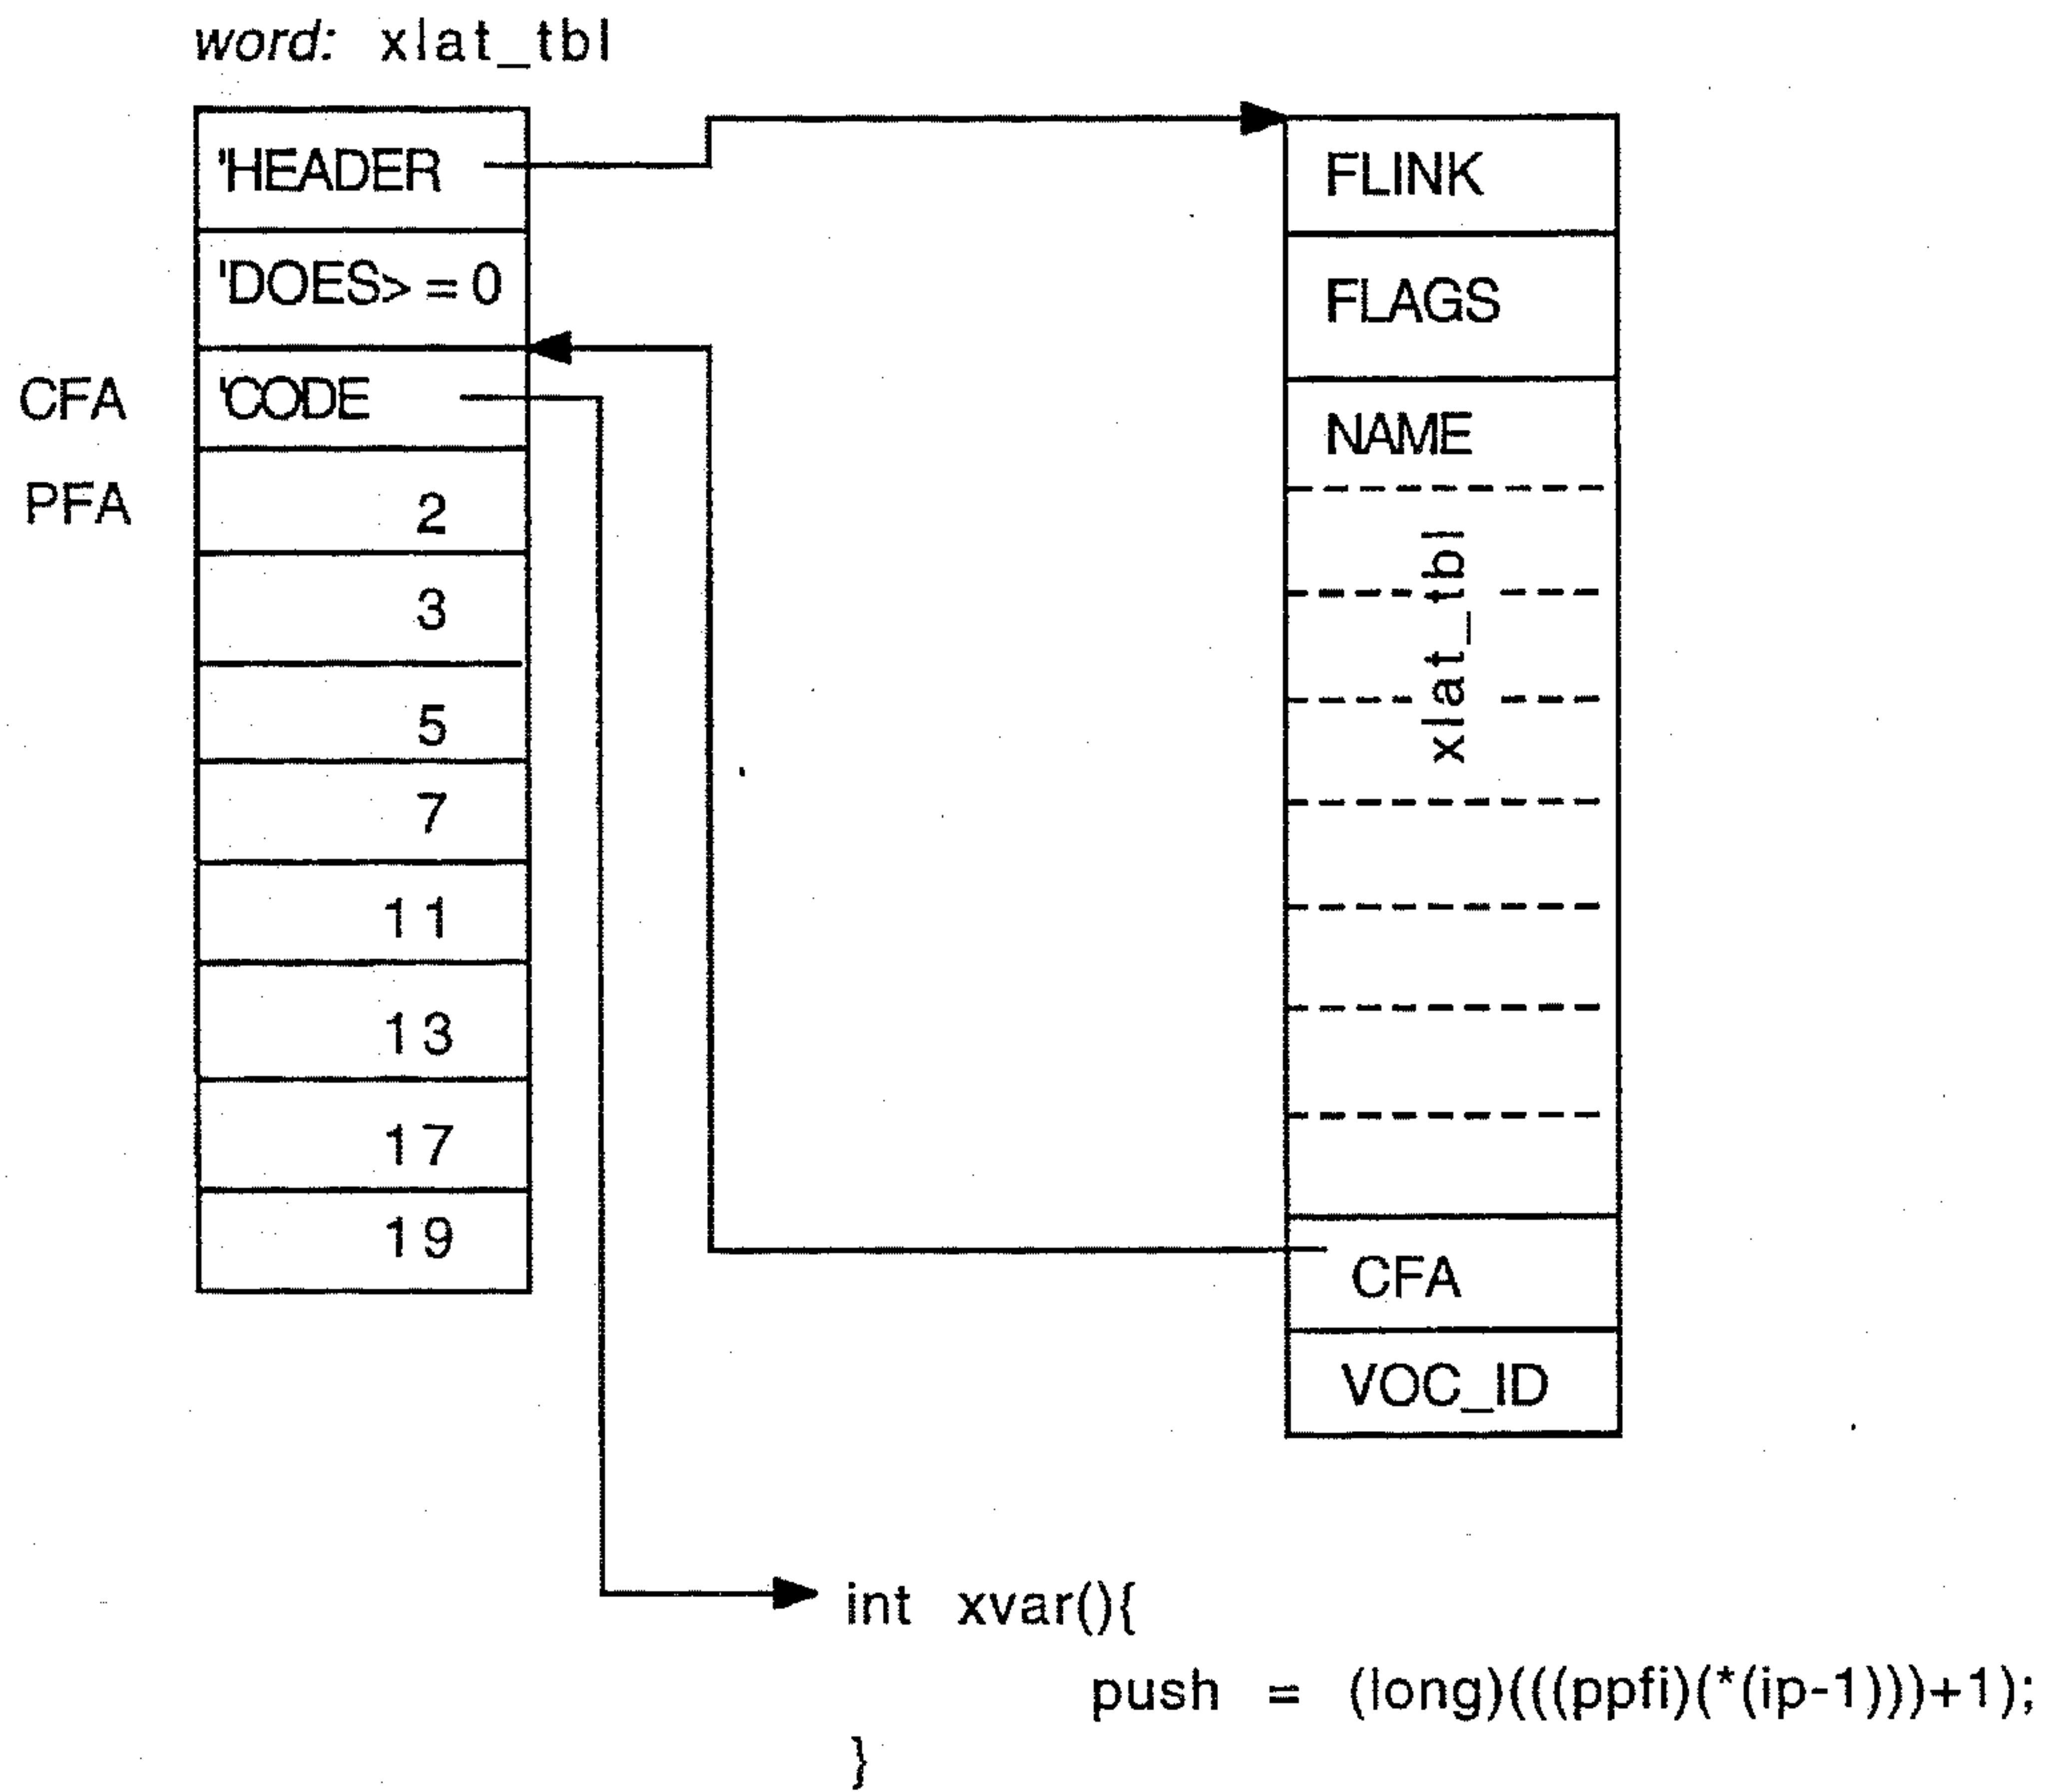 word: xlat_tbl
'HEADER
'DOES> = 0
CFA 'CODE
PFA 2
3
5
7
11
13
17
19
FLINK
FLAGS
NAME
xlat_tbl
CFA
VOC_ID
int xvar(){
push = (long)(((ppfi)(*(ip-1)))+1);
}